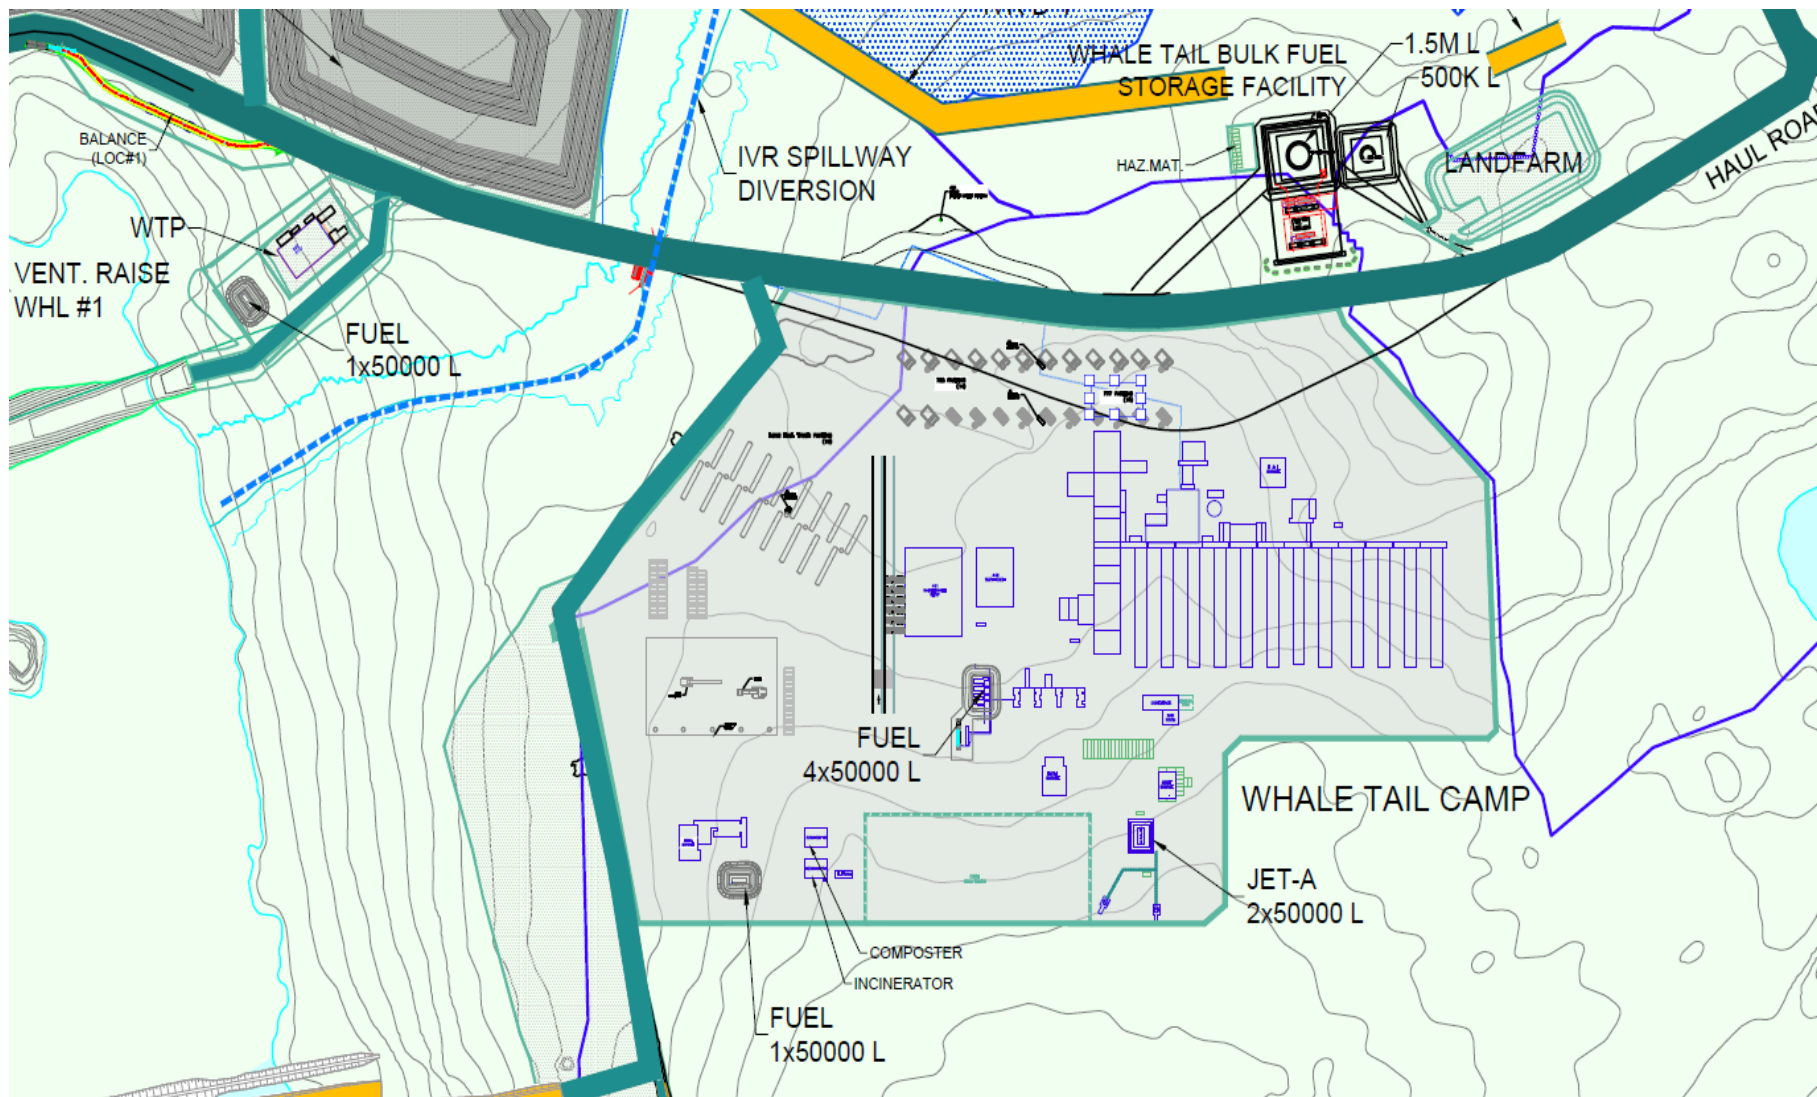 WHALE TAIL BULK FUEL
STORAGE FACILITY
1.5M L
500K L
BALANCE
(LOC#1)
IVR SPILLWAY
DIVERSION
HAZ.MAT.
LANDFARM
HAUL ROA
WTP
VENT. RAISE
WHL #1
FUEL
1x50000 L
FUEL
4x50000 L
WHALE TAIL CAMP
JET-A
2x50000 L
COMPOSTER
INCINERATOR
FUEL
1x50000 L